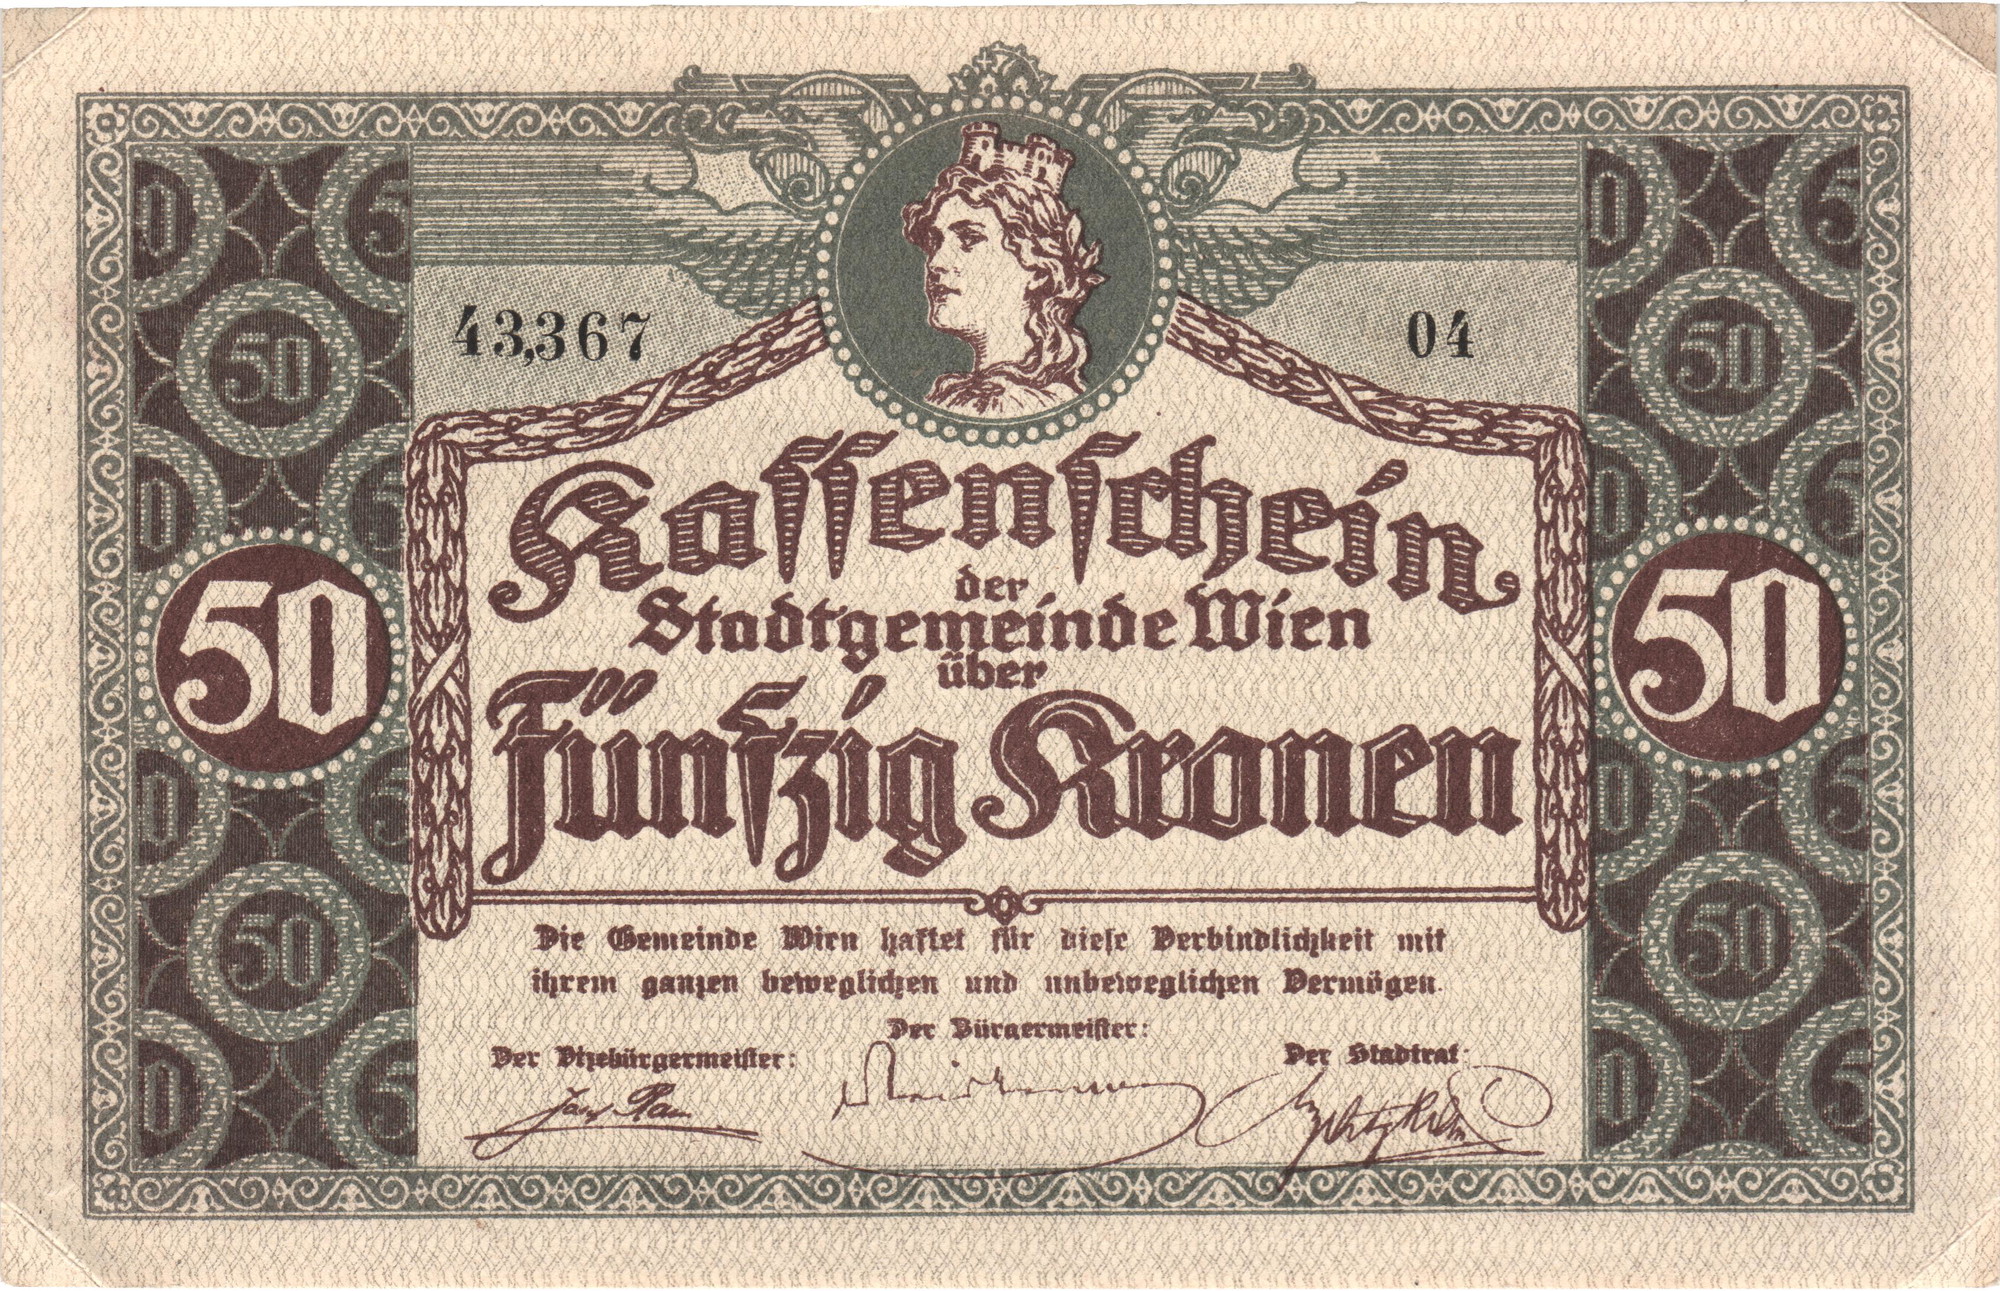 43,367 04
Kassenschein
der
Stadtgemeinde Wien
über
Fünfzig Kronen
50 50
Die Gemeinde Wien haftet für diese Verbindlichkeit mit
ihrem ganzen beweglichen und unbeweglichen Vermögen.
Der Bürgermeister:
Der Vizebürgermeister: Der Stadtrat: